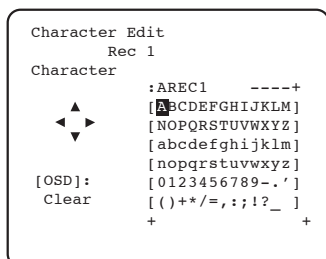 Character Edit
Rec 1
Character
:AREC1 ----+
[ABCDEFGHIJKLM]
[NOPQRSTUVWXYZ]
[abcdefghijklm]
[nopqrstuvwxyz]
[OSD]: [0123456789-.']
Clear [()+*/=,:;!?_ ]
+ +